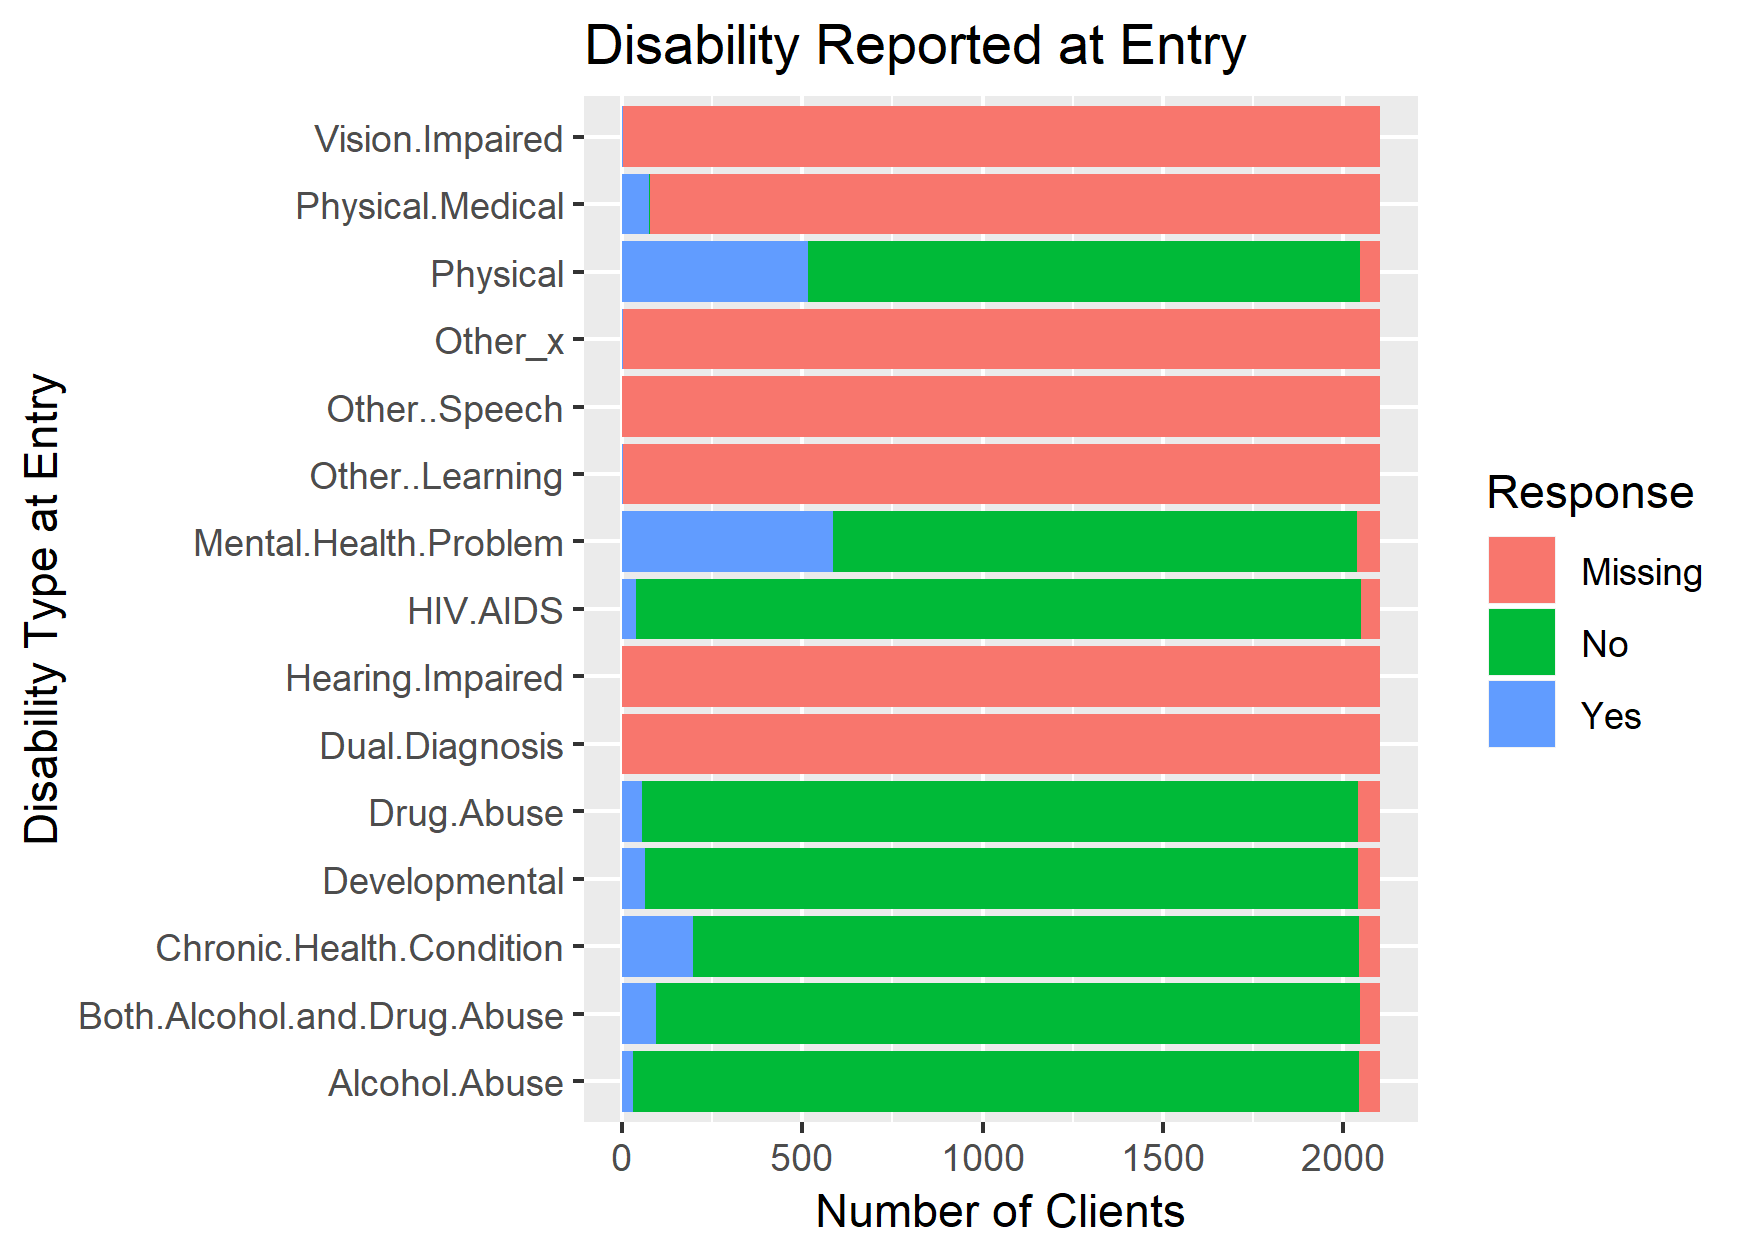 Disability Reported at Entry
Disability Type at Entry
Vision.Impaired
Physical.Medical
Physical
Other_x
Other..Speech
Other..Learning
Mental.Health.Problem
HIV.AIDS
Hearing.Impaired
Dual.Diagnosis
Drug.Abuse
Developmental
Chronic.Health.Condition
Both.Alcohol.and.Drug.Abuse
Alcohol.Abuse
0 500 1000 1500 2000
Number of Clients
Response
Missing
No
Yes